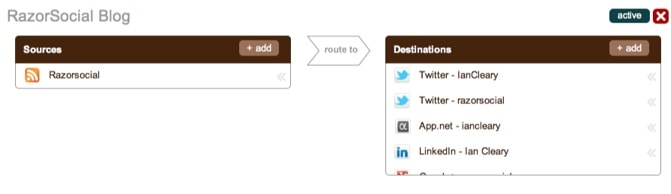 RazorSocial Blog
active
Sources
+ add
route to
Destinations
+ add
Razorsocial
Twitter - IanCleary
Twitter - razorsocial
App.net - iancleary
LinkedIn - Ian Cleary